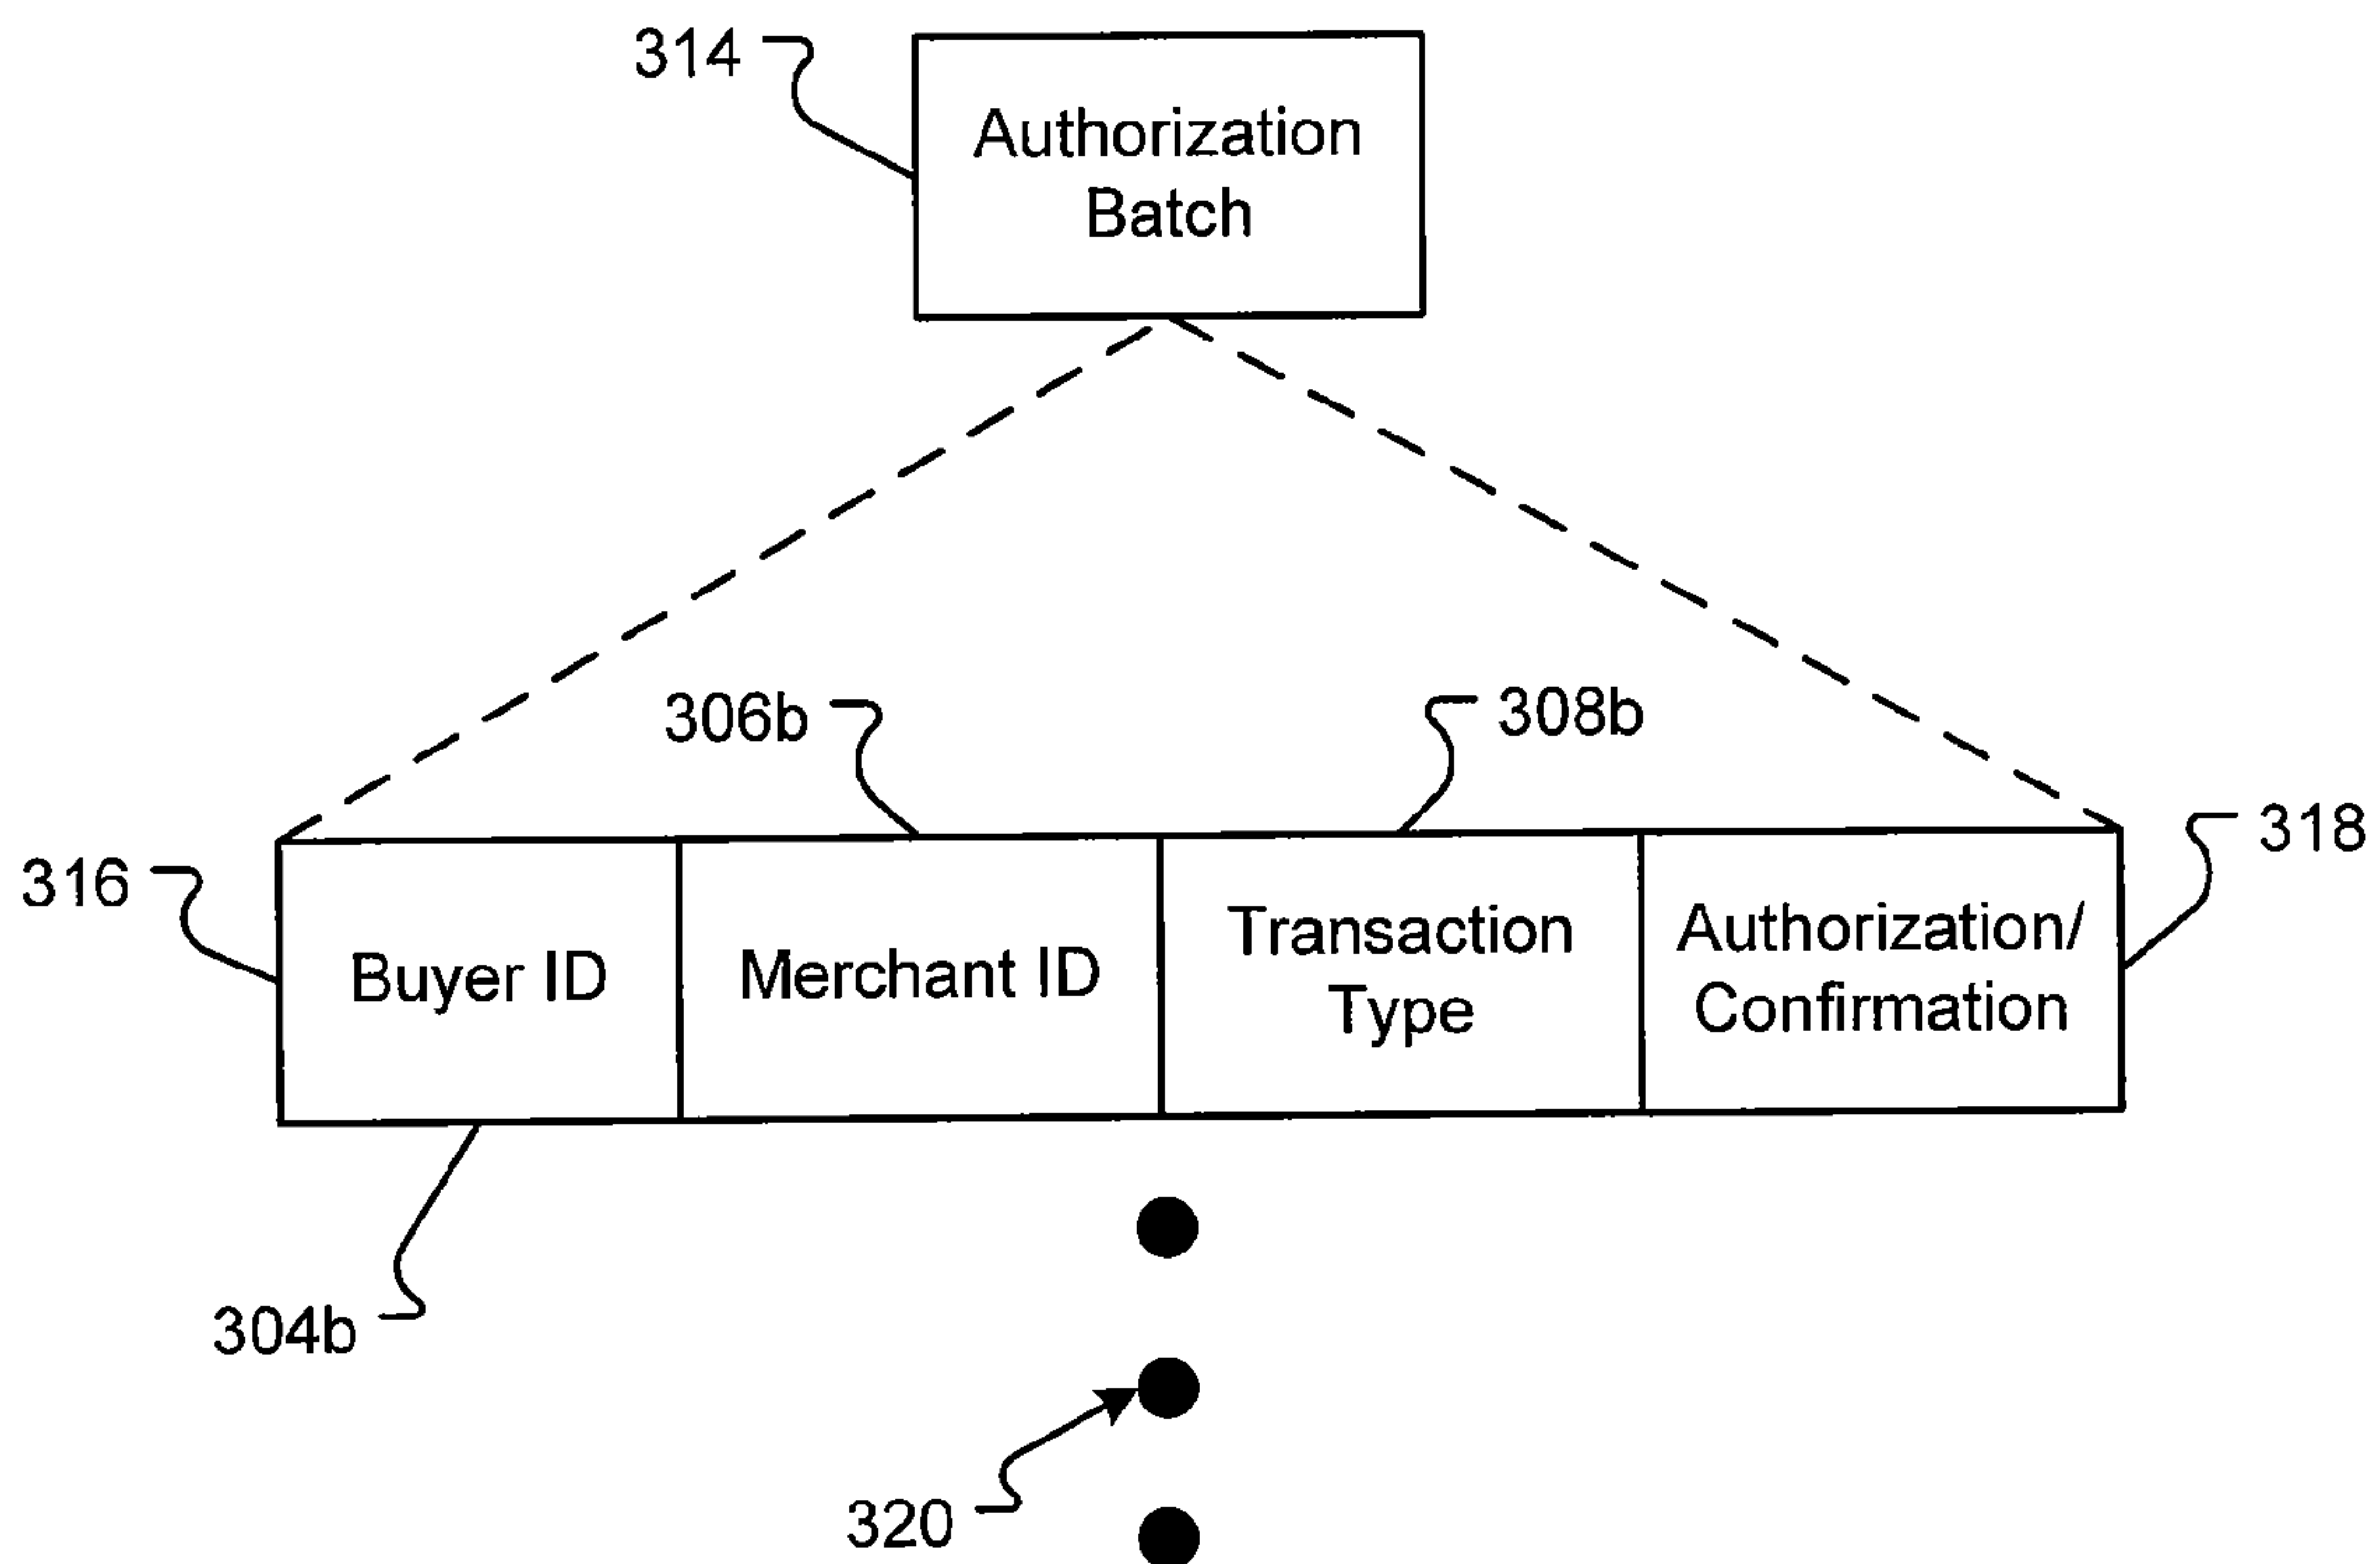 314
Authorization
Batch
306b
308b
316
318
Buyer ID
Merchant ID
Transaction
Type
Authorization/
Confirmation
304b
320